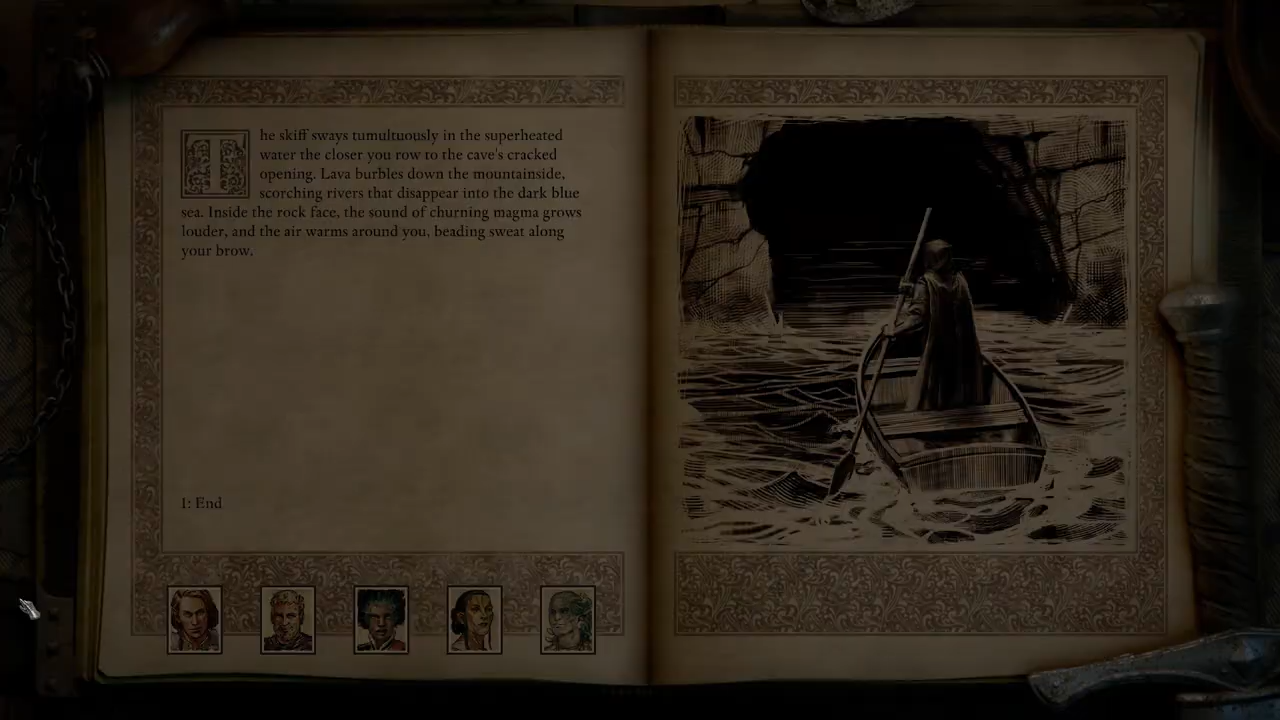 The skiff sways tumultuously in the superheated
water the closer you row to the cave's cracked
opening. Lava burbles down the mountainside,
scorching rivers that disappear into the dark blue
sea. Inside the rock face, the sound of churning magma grows
louder, and the air warms around you, beading sweat along
your brow.
1: End